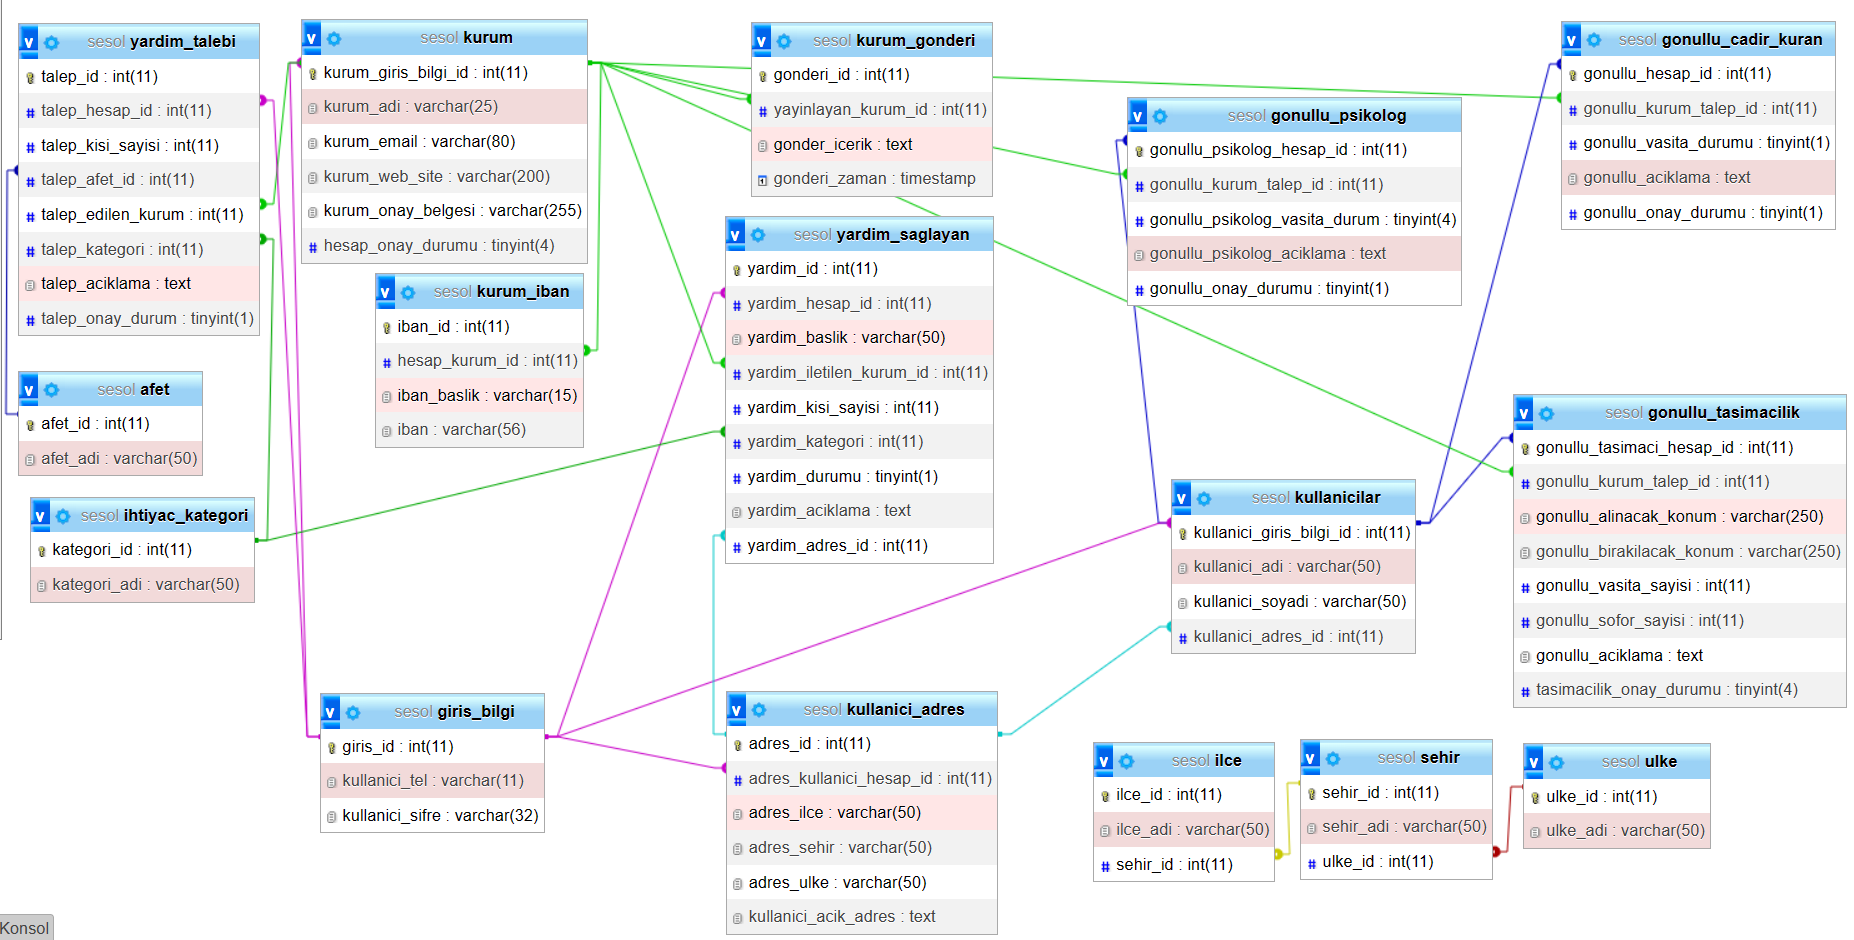 v sesol yardim_talebi
talep_id : int(11)
talep_hesap_id : int(11)
talep_kisi_sayisi : int(11)
talep_afet_id : int(11)
talep_edilen_kurum : int(11)
talep_kategori : int(11)
talep_aciklama : text
talep_onay_durum : tinyint(1)
v sesol afet
afet_id : int(11)
afet_adi : varchar(50)
v sesol ihtiyac_kategori
kategori_id : int(11)
kategori_adi : varchar(50)
v sesol kurum
kurum_giris_bilgi_id : int(11)
kurum_adi : varchar(25)
kurum_email : varchar(80)
kurum_web_site : varchar(200)
kurum_onay_belgesi : varchar(255)
hesap_onay_durumu : tinyint(4)
v sesol kurum_iban
iban_id : int(11)
hesap_kurum_id : int(11)
iban_baslik : varchar(15)
iban : varchar(56)
v sesol giris_bilgi
giris_id : int(11)
kullanici_tel : varchar(11)
kullanici_sifre : varchar(32)
v sesol kurum_gonderi
gonderi_id : int(11)
yayinlayan_kurum_id : int(11)
gonder_icerik : text
gonderi_zaman : timestamp
v sesol yardim_saglayan
yardim_id : int(11)
yardim_hesap_id : int(11)
yardim_baslik : varchar(50)
yardim_iletilen_kurum_id : int(11)
yardim_kisi_sayisi : int(11)
yardim_kategori : int(11)
yardim_durumu : tinyint(1)
yardim_aciklama : text
yardim_adres_id : int(11)
v sesol kullanici_adres
adres_id : int(11)
adres_kullanici_hesap_id : int(11)
adres_ilce : varchar(50)
adres_sehir : varchar(50)
adres_ulke : varchar(50)
kullanici_acik_adres : text
v sesol gonullu_psikolog
gonullu_psikolog_hesap_id : int(11)
gonullu_kurum_talep_id : int(11)
gonullu_psikolog_vasita_durum : tinyint(4)
gonullu_psikolog_aciklama : text
gonullu_onay_durumu : tinyint(1)
v sesol kullanicilar
kullanici_giris_bilgi_id : int(11)
kullanici_adi : varchar(50)
kullanici_soyadi : varchar(50)
kullanici_adres_id : int(11)
v sesol gonullu_cadir_kuran
gonullu_hesap_id : int(11)
gonullu_kurum_talep_id : int(11)
gonullu_vasita_durumu : tinyint(1)
gonullu_aciklama : text
gonullu_onay_durumu : tinyint(1)
v sesol gonullu_tasimacilik
gonullu_tasimaci_hesap_id : int(11)
gonullu_kurum_talep_id : int(11)
gonullu_alinacak_konum : varchar(250)
gonullu_birakilacak_konum : varchar(250)
gonullu_vasita_sayisi : int(11)
gonullu_sofor_sayisi : int(11)
gonullu_aciklama : text
tasimacilik_onay_durumu : tinyint(4)
v sesol ilce
ilce_id : int(11)
ilce_adi : varchar(50)
sehir_id : int(11)
v sesol sehir
sehir_id : int(11)
sehir_adi : varchar(50)
ulke_id : int(11)
v sesol ulke
ulke_id : int(11)
ulke_adi : varchar(50)
Konsol